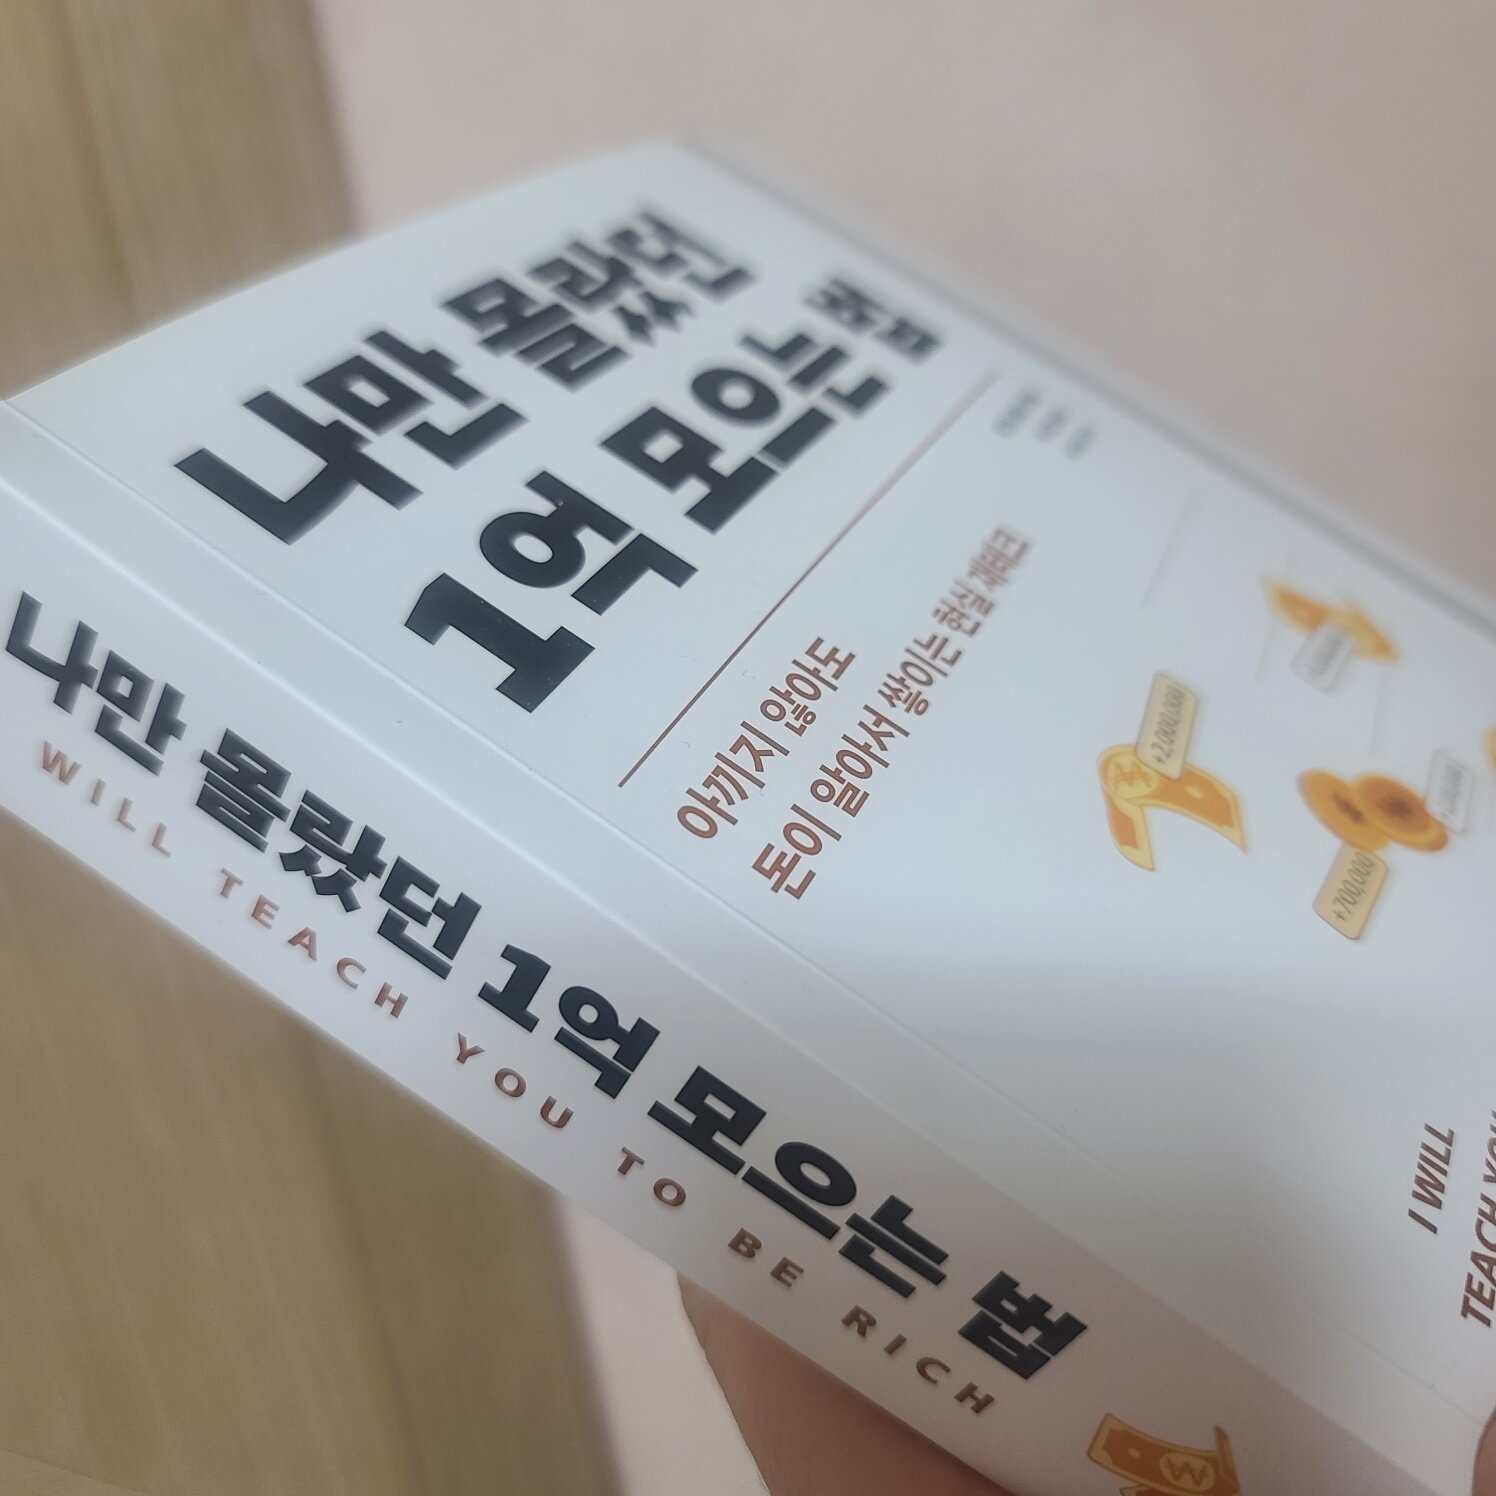 나만 몰랐던
1억 모으는 법
아끼지 않아도
돈이 알아서 쌓이는 현실 재테크
+2,000,000
+700,000
I WILL
TEACH YOU
나만 몰랐던 1억 모으는 법
WILL TEACH YOU TO BE RICH